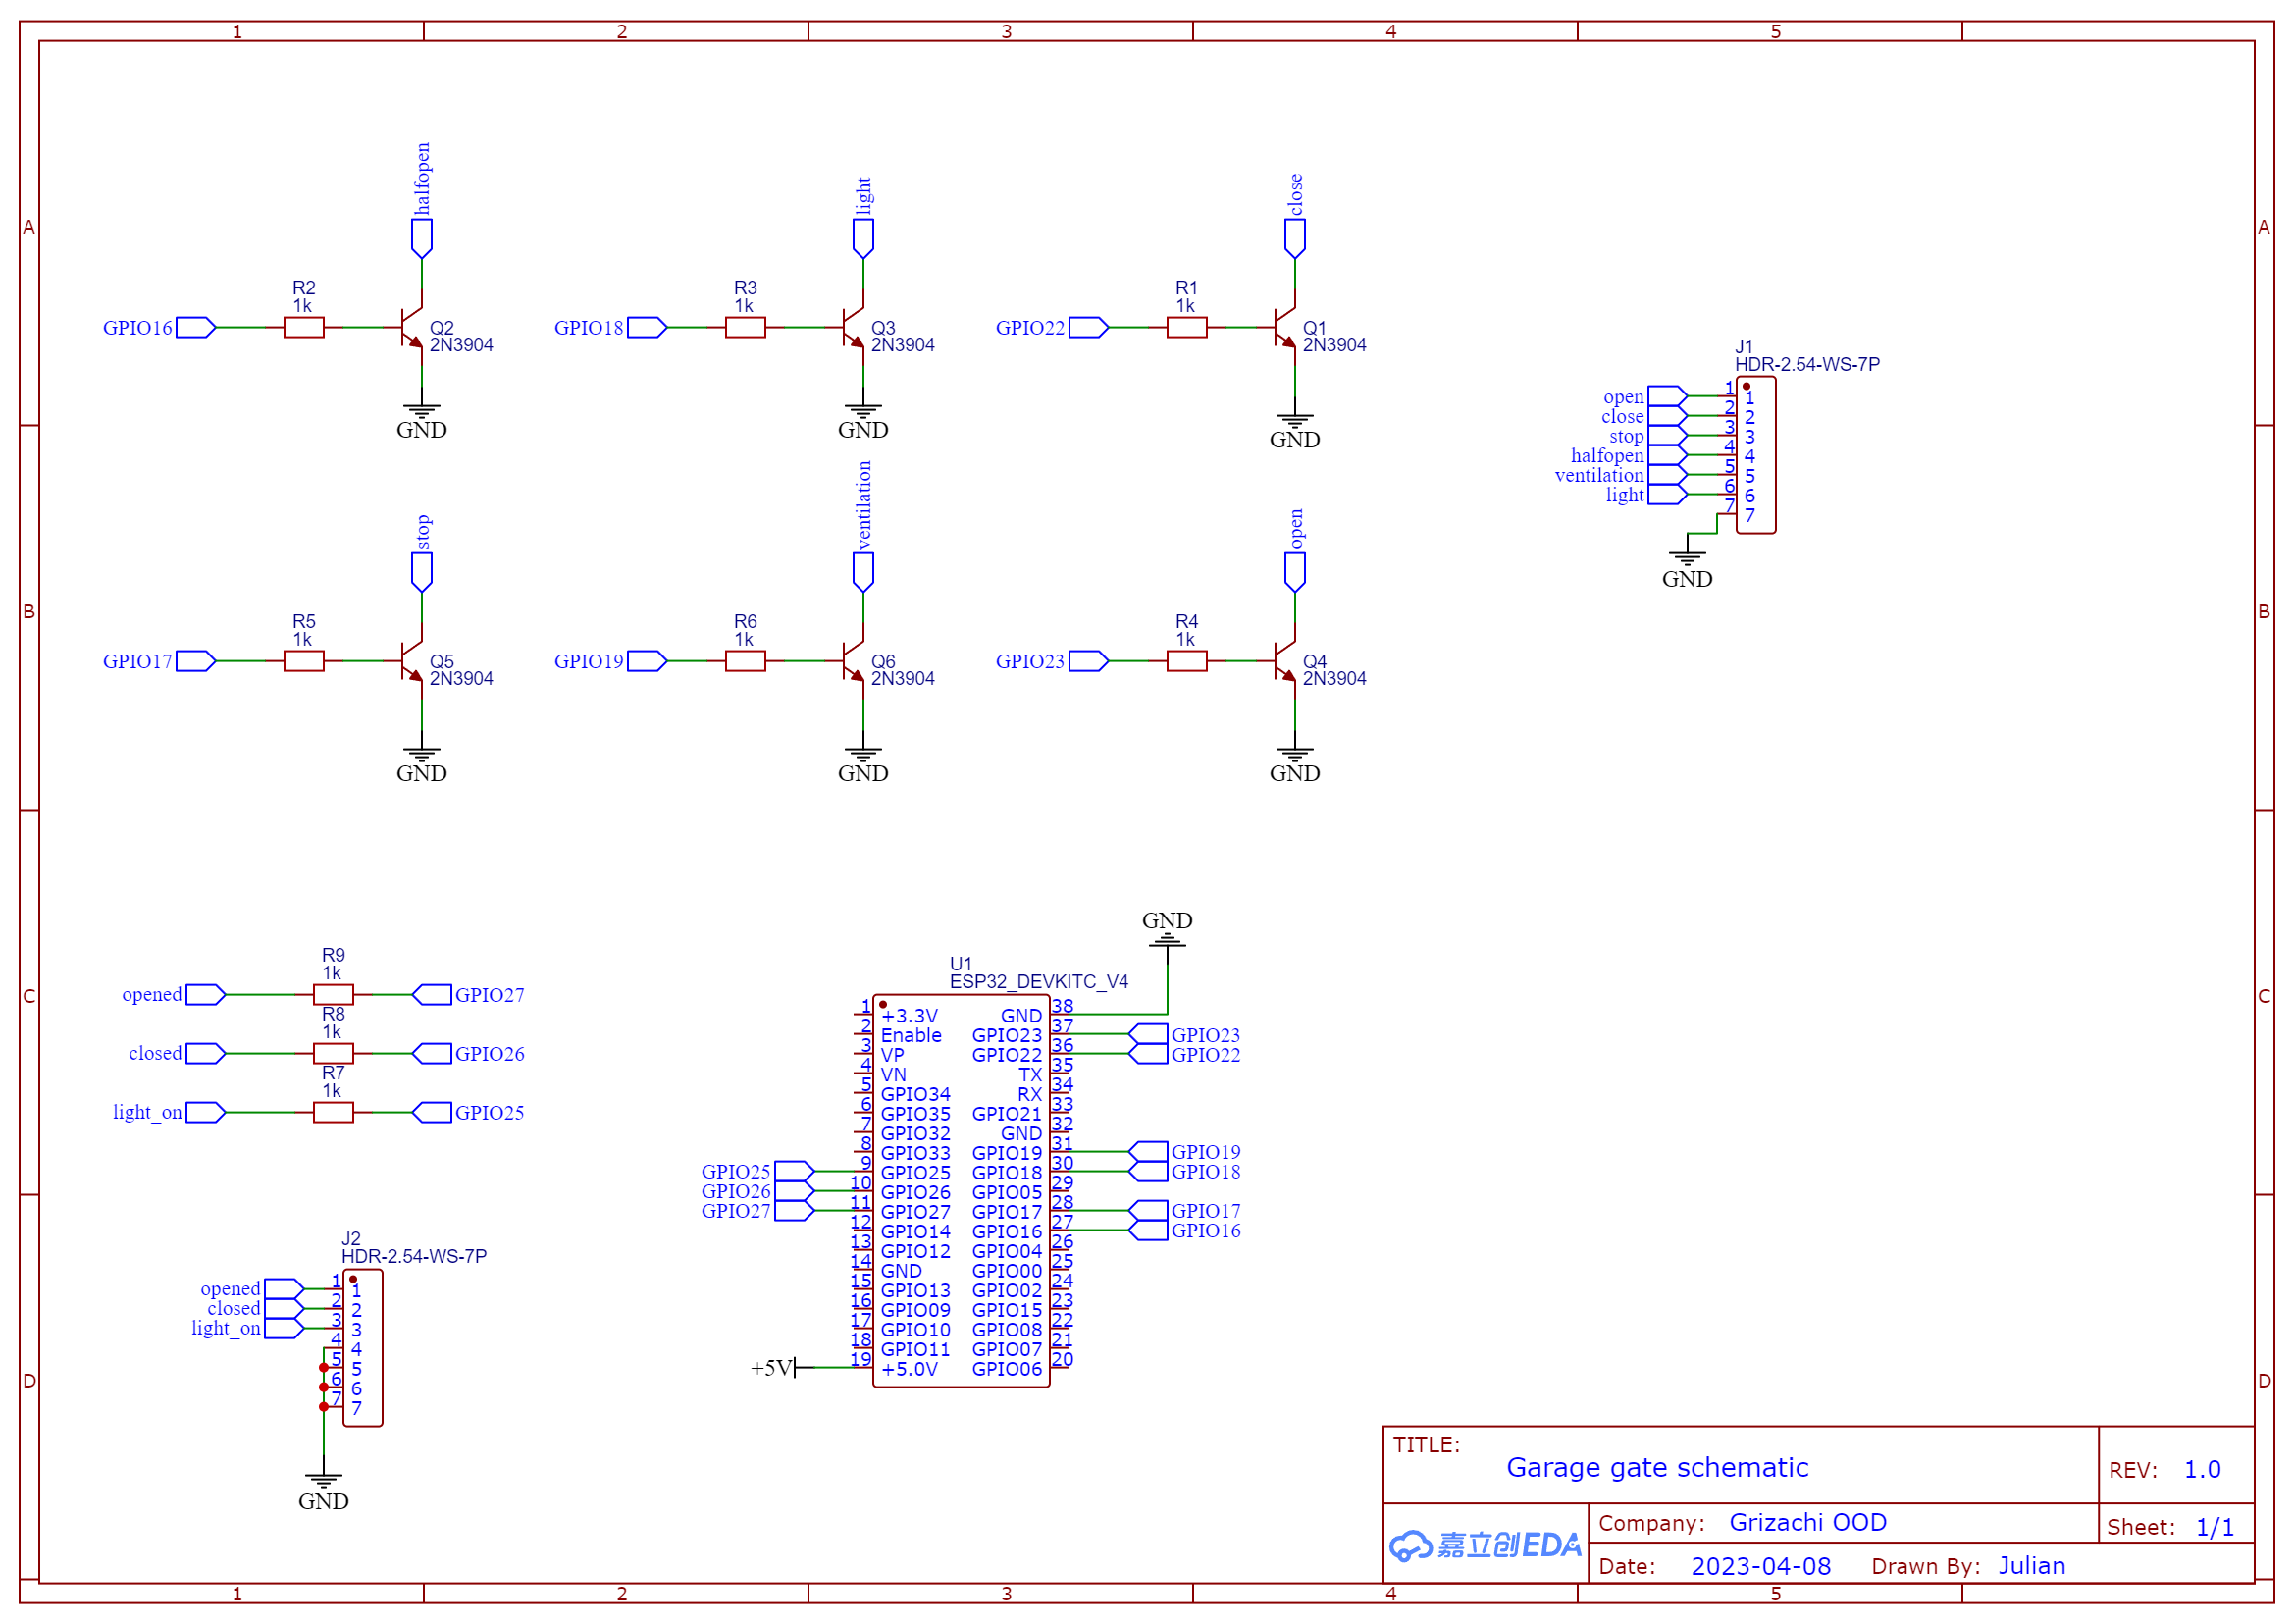 1 2 3 4 5
A
A
halfopen
R2
1k
GPIO16
Q2
2N3904
GND
light
R3
1k
GPIO18
Q3
2N3904
GND
close
R1
1k
GPIO22
Q1
2N3904
GND
J1
HDR-2.54-WS-7P
open 1 1
close 2 2
stop 3 3
halfopen 4 4
ventilation 5 5
light 6 6
7 7
GND
B
B
stop
R5
1k
GPIO17
Q5
2N3904
GND
ventilation
R6
1k
GPIO19
Q6
2N3904
GND
open
R4
1k
GPIO23
Q4
2N3904
GND
C
C
R9
1k
opened GPIO27
R8
1k
closed GPIO26
R7
1k
light_on GPIO25
GND
U1
ESP32_DEVKITC_V4
1 +3.3V GND 38
2 Enable GPIO23 37 GPIO23
3 VP GPIO22 36 GPIO22
4 VN TX 35
5 GPIO34 RX 34
6 GPIO35 GPIO21 33
7 GPIO32 GND 32
8 GPIO33 GPIO19 31 GPIO19
GPIO25 9 GPIO25 GPIO18 30 GPIO18
GPIO26 10 GPIO26 GPIO05 29
GPIO27 11 GPIO27 GPIO17 28 GPIO17
12 GPIO14 GPIO16 27 GPIO16
13 GPIO12 GPIO04 26
14 GND GPIO00 25
15 GPIO13 GPIO02 24
16 GPIO09 GPIO15 23
17 GPIO10 GPIO08 22
18 GPIO11 GPIO07 21
+5V 19 +5.0V GPIO06 20
D
D
J2
HDR-2.54-WS-7P
opened 1 1
closed 2 2
light_on 3 3
4 4
5 5
6 6
7 7
GND
TITLE:
Garage gate schematic
REV: 1.0
嘉立创EDA
Company: Grizachi OOD
Sheet: 1/1
Date: 2023-04-08 Drawn By: Julian
1 2 3 4 5